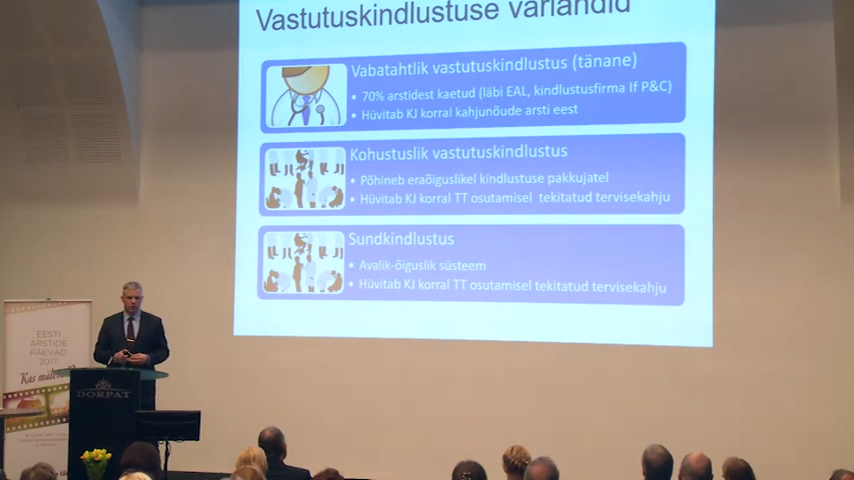 Vastutuskindlustuse variandid
Vabatahtlik vastutuskindlustus (tänane)
• 70% arstidest kaetud (läbi EAL, kindlustusfirma If P&C)
• Hüvitab KJ korral kahjunõude arsti eest
Kohustuslik vastutuskindlustus
• Põhineb eraõiguslikel kindlustuse pakkujatel
• Hüvitab KJ korral TT osutamisel tekitatud tervisekahju
Sundkindlustus
• Avalik-õiguslik süsteem
• Hüvitab KJ korral TT osutamisel tekitatud tervisekahju
EESTI
ARSTIDE
PÄEVAD
2017
Kas
DORPAT